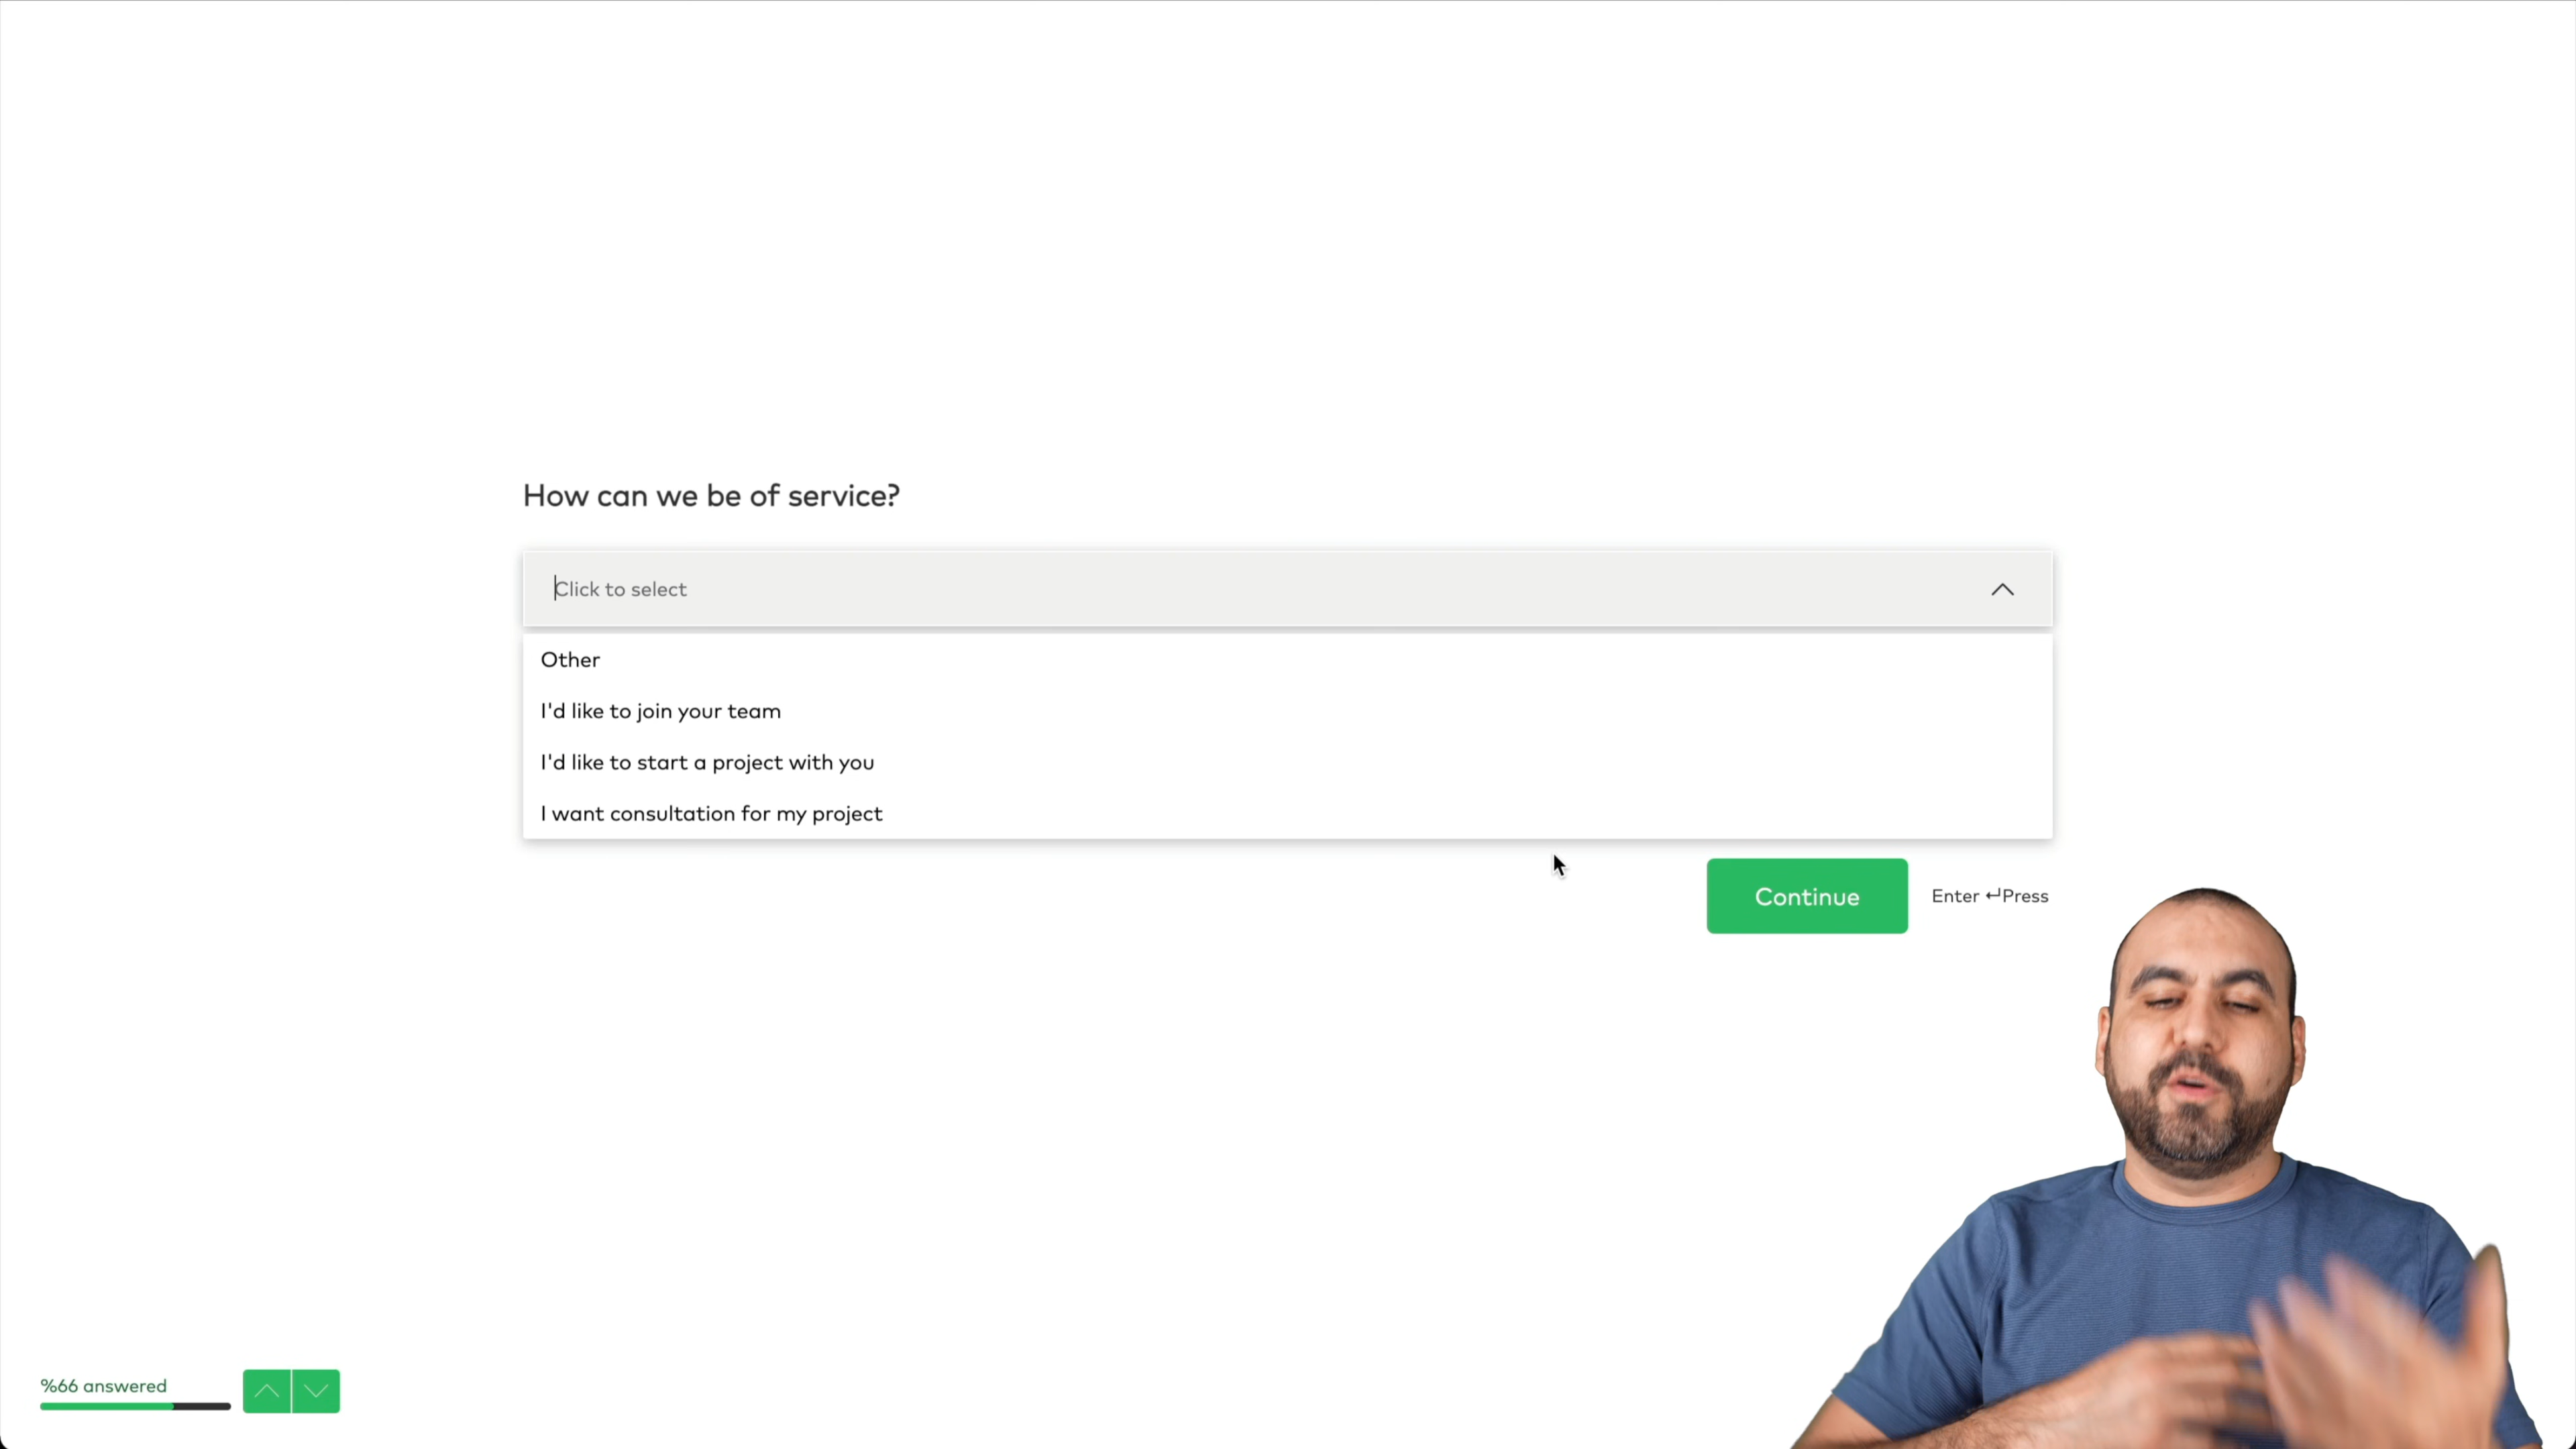 How can we be of service?
Click to select
Other
I'd like to join your team
I'd like to start a project with you
I want consultation for my project
Continue
Enter ↵Press
%66 answered